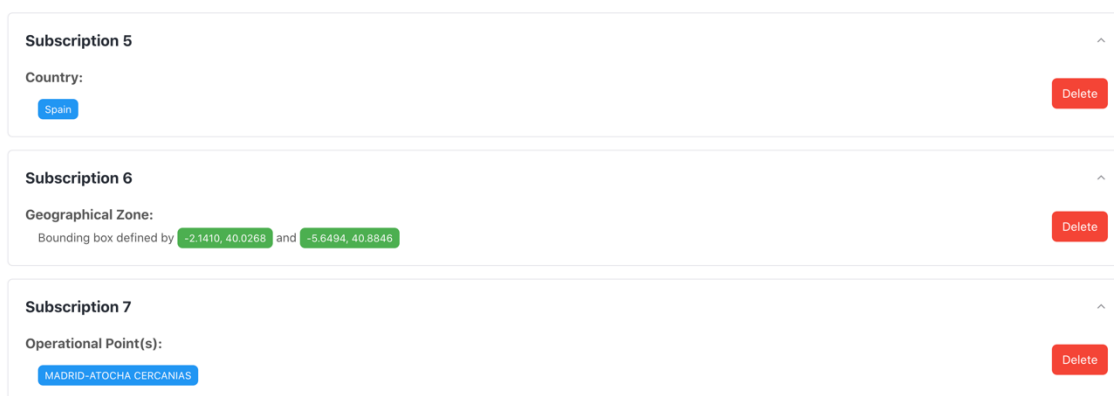 Subscription 5
Country:
Spain
Delete
Subscription 6
Geographical Zone:
Bounding box defined by -2.1410, 40.0268 and -5.6494, 40.8846
Delete
Subscription 7
Operational Point(s):
MADRID-ATOCHA CERCANIAS
Delete